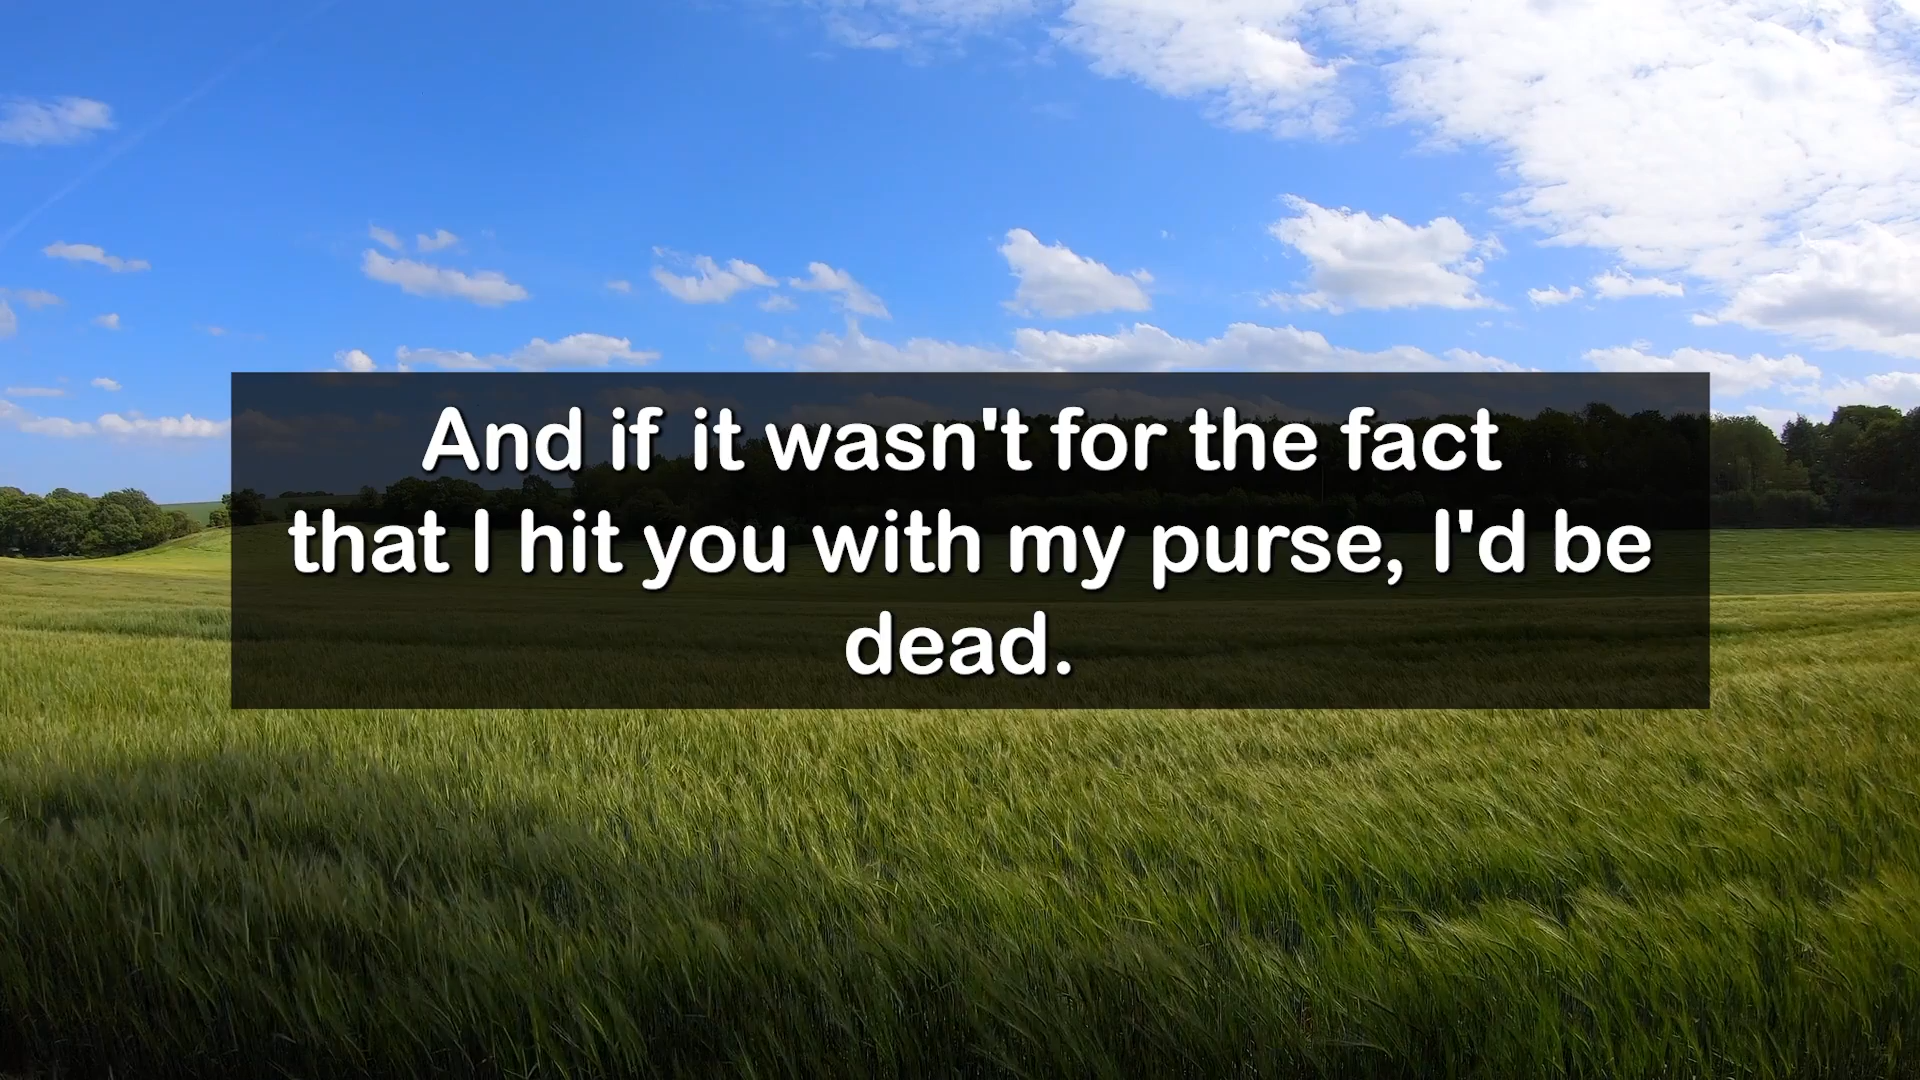 And if it wasn't for the fact
that I hit you with my purse, I'd be
dead.